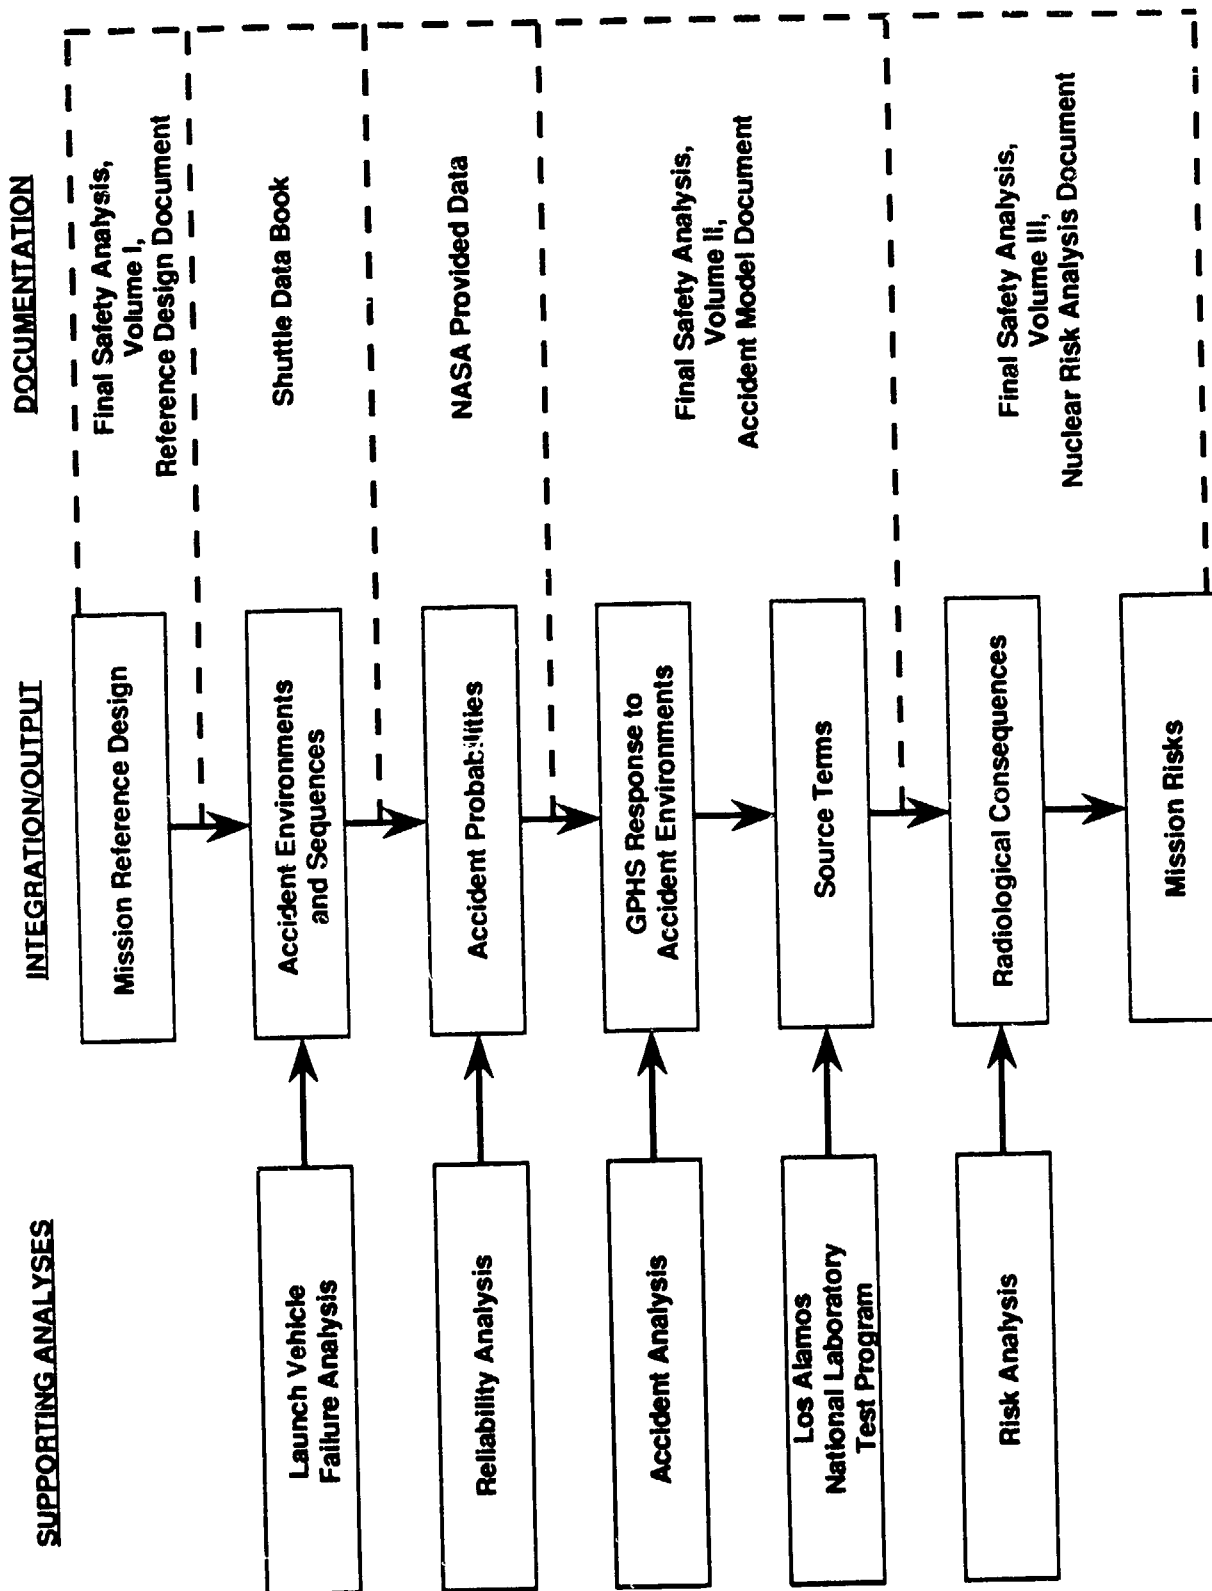 SUPPORTING ANALYSES
Launch Vehicle
Failure Analysis
Reliability Analysis
Accident Analysis
Los Alamos
National Laboratory
Test Program
Risk Analysis
INTEGRATION/OUTPUT
Mission Reference Design
Accident Environments
and Sequences
Accident Probabilities
GPHS Response to
Accident Environments
Source Terms
Radiological Consequences
Mission Risks
DOCUMENTATION
Final Safety Analysis,
Volume I,
Reference Design Document
Shuttle Data Book
NASA Provided Data
Final Safety Analysis,
Volume II,
Accident Model Document
Final Safety Analysis,
Volume III,
Nuclear Risk Analysis Document